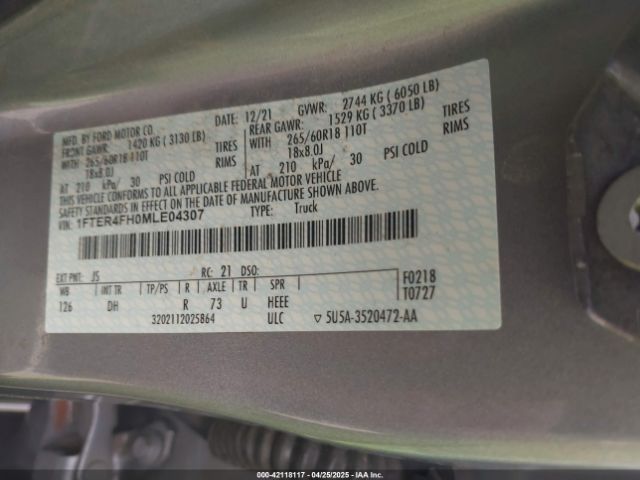 MFD. BY FORD MOTOR CO. DATE: 12/21 GVWR: 2744 KG ( 6050 LB)
FRONT GAWR: 1420 KG ( 3130 LB) REAR GAWR: 1529 KG ( 3370 LB)
WITH 265/60R18 110T TIRES WITH 265/60R18 110T TIRES
18x8.0J RIMS 18x8.0J RIMS
AT 210 kPa/ 30 PSI COLD AT 210 kPa/ 30 PSI COLD
THIS VEHICLE CONFORMS TO ALL APPLICABLE FEDERAL MOTOR VEHICLE
SAFETY STANDARDS IN EFFECT ON THE DATE OF MANUFACTURE SHOWN ABOVE.
VIN: 1FTER4FH0MLE04307 TYPE: Truck
EXT PNT: JS RC: 21 DSO: F0218
WB INT TR TP/PS R AXLE TR SPR T0727
126 DH R 73 U HEEE
3202112025864 ULC ▽ 5U5A-3520472-AA
000-42118117 - 04/25/2025 - IAAI.COM